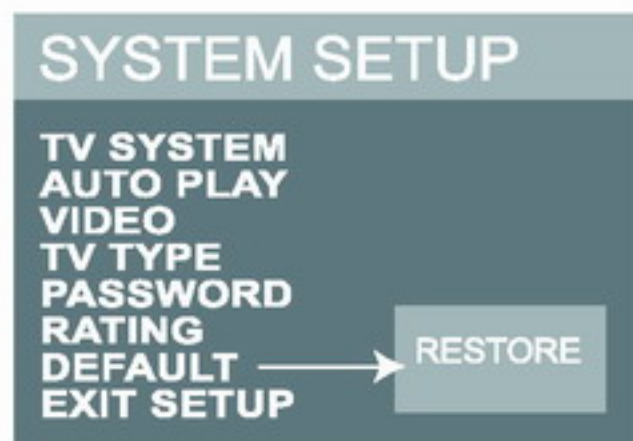 SYSTEM SETUP
TV SYSTEM
AUTO PLAY
VIDEO
TV TYPE
PASSWORD
RATING
DEFAULT
RESTORE
EXIT SETUP